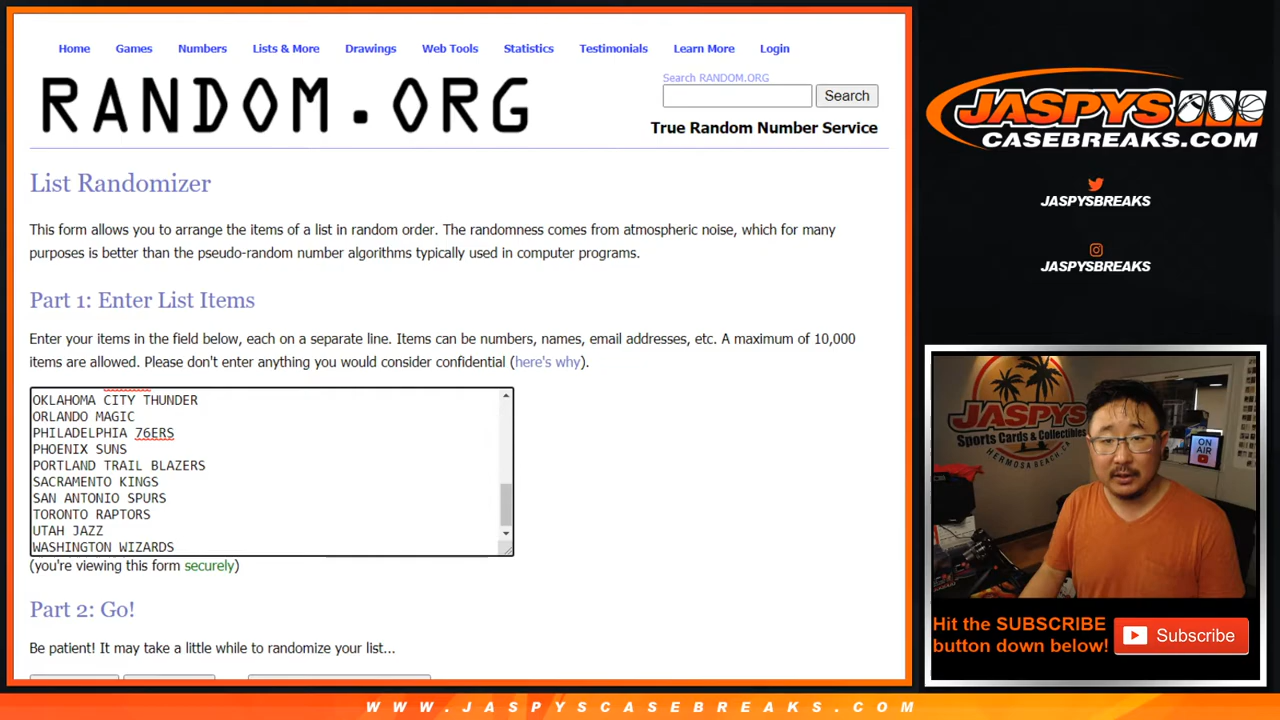 Home Games Numbers Lists & More Drawings Web Tools Statistics Testimonials Learn More Login
RANDOM.ORG
Search RANDOM.ORG
Search
True Random Number Service
List Randomizer
This form allows you to arrange the items of a list in random order. The randomness comes from atmospheric noise, which for many
purposes is better than the pseudo-random number algorithms typically used in computer programs.
Part 1: Enter List Items
Enter your items in the field below, each on a separate line. Items can be numbers, names, email addresses, etc. A maximum of 10,000
items are allowed. Please don't enter anything you would consider confidential (here's why).
OKLAHOMA CITY THUNDER
ORLANDO MAGIC
PHILADELPHIA 76ERS
PHOENIX SUNS
PORTLAND TRAIL BLAZERS
SACRAMENTO KINGS
SAN ANTONIO SPURS
TORONTO RAPTORS
UTAH JAZZ
WASHINGTON WIZARDS
(you're viewing this form securely)
Part 2: Go!
Be patient! It may take a little while to randomize your list...
JASPYS
CASEBREAKS.COM
JASPYSBREAKS
JASPYSBREAKS
JASPYS
Sports Cards & Collectibles
HERMOSA BEACH, CA
ON AIR
Hit the SUBSCRIBE
button down below!
Subscribe
WWW.JASPYSCASEBREAKS.COM